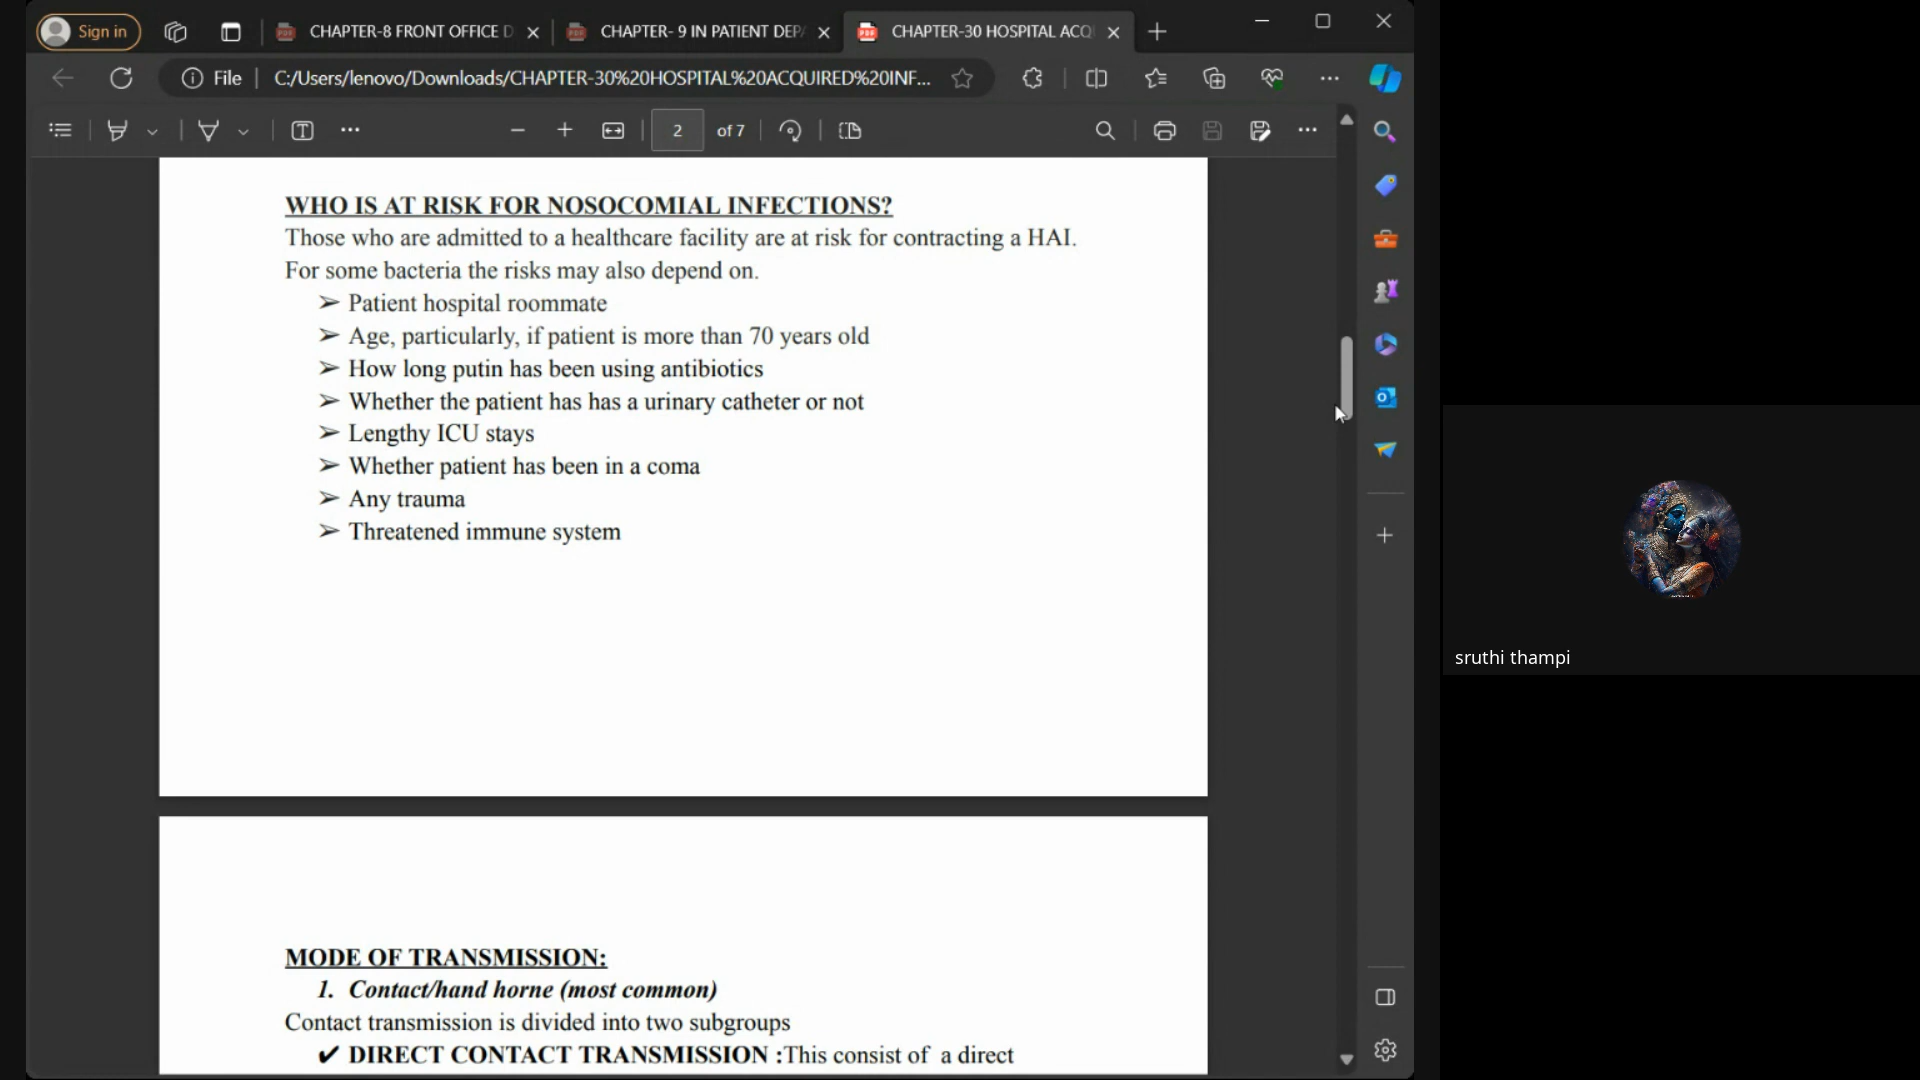 Sign in
CHAPTER-8 FRONT OFFICE D
CHAPTER- 9 IN PATIENT DEP
CHAPTER-30 HOSPITAL ACQ
File
C:/Users/lenovo/Downloads/CHAPTER-30%20HOSPITAL%20ACQUIRED%20INF...
2 of 7
WHO IS AT RISK FOR NOSOCOMIAL INFECTIONS?
Those who are admitted to a healthcare facility are at risk for contracting a HAI.
For some bacteria the risks may also depend on.
➢ Patient hospital roommate
➢ Age, particularly, if patient is more than 70 years old
➢ How long putin has been using antibiotics
➢ Whether the patient has has a urinary catheter or not
➢ Lengthy ICU stays
➢ Whether patient has been in a coma
➢ Any trauma
➢ Threatened immune system
MODE OF TRANSMISSION:
1. Contact/hand horne (most common)
Contact transmission is divided into two subgroups
✔ DIRECT CONTACT TRANSMISSION :This consist of a direct
sruthi thampi